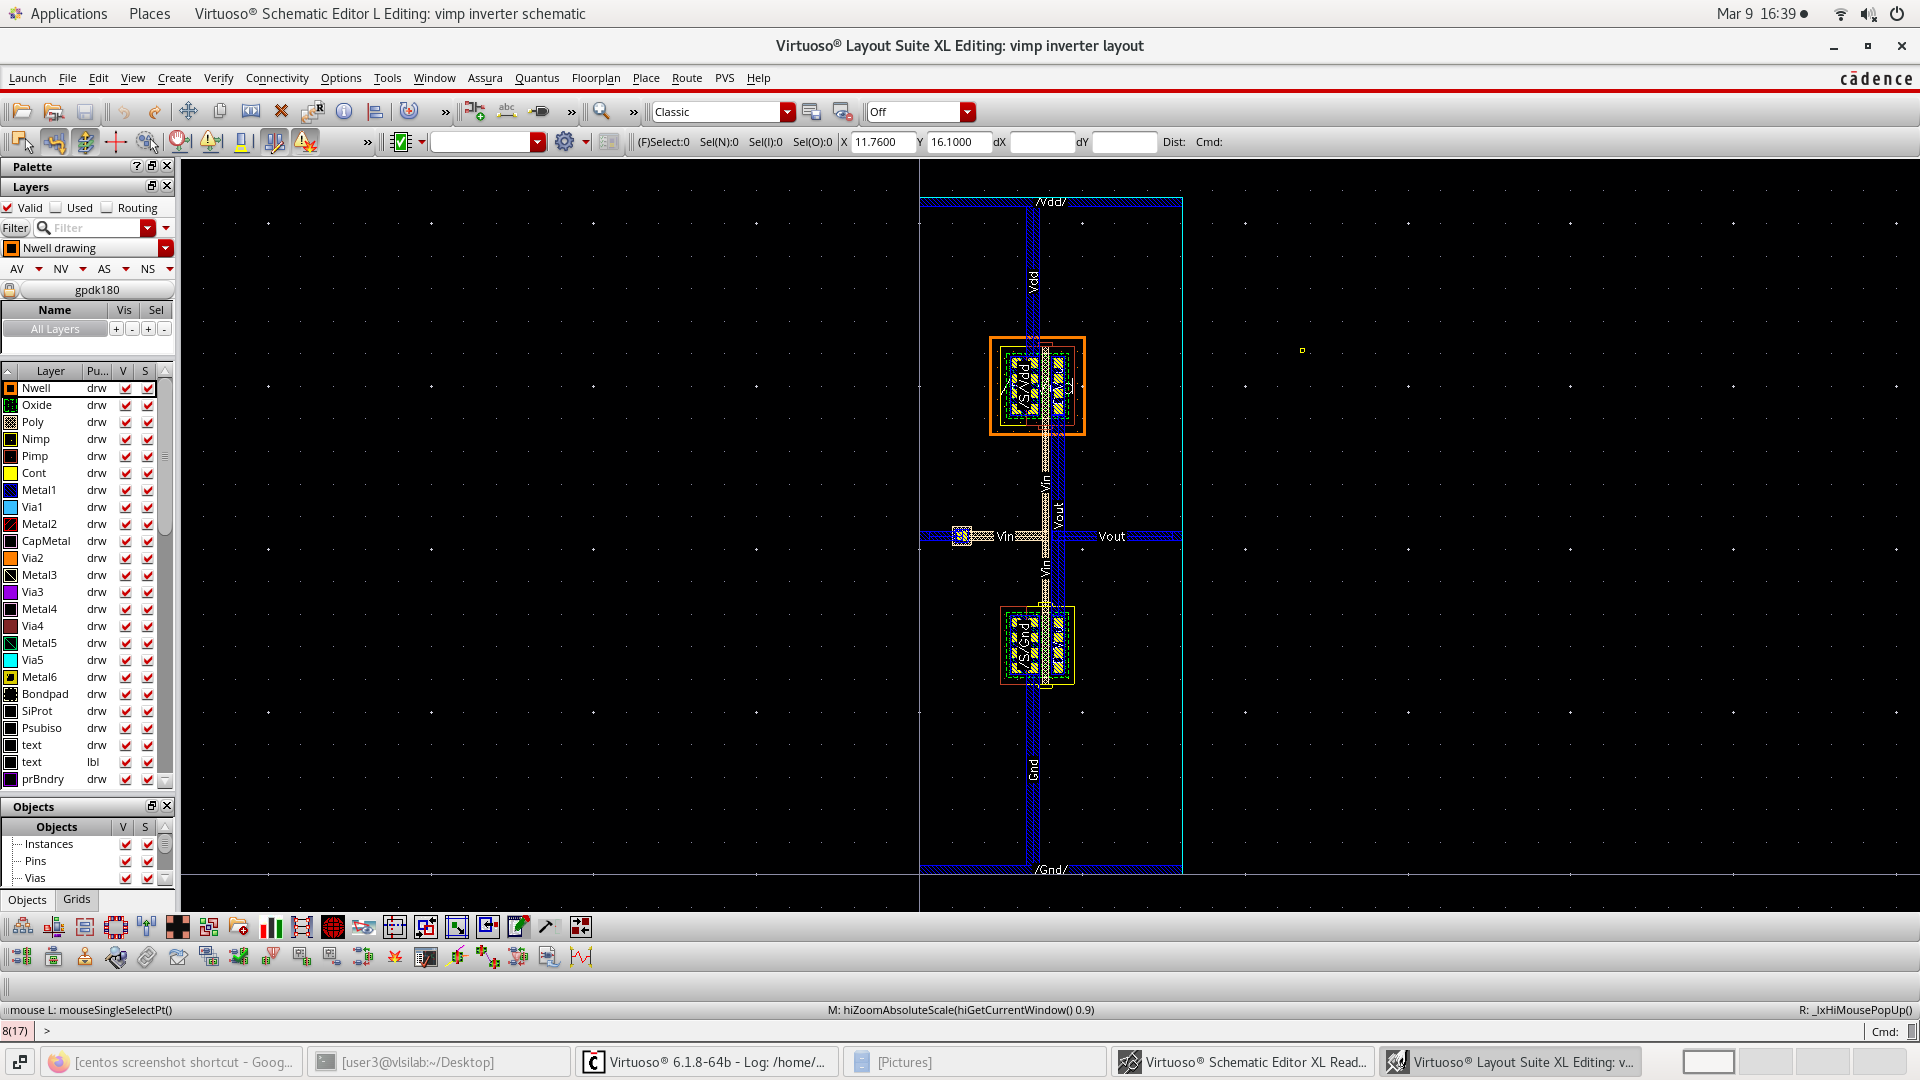 Applications Places Virtuoso® Schematic Editor L Editing: vimp inverter schematic Mar 9 16:39
Virtuoso® Layout Suite XL Editing: vimp inverter layout
Launch File Edit View Create Verify Connectivity Options Tools Window Assura Quantus Floorplan Place Route PVS Help cādence
abc » » » Classic Off
» (F)Select:0 Sel(N):0 Sel(I):0 Sel(O):0 X 11.7600 Y 16.1000 dX dY Dist: Cmd:
Palette
Layers
Valid Used Routing
Filter Filter
Nwell drawing
AV NV AS NS
gpdk180
Name Vis Sel
All Layers + - + -
Layer Pu... V S
Nwell drw
Oxide drw
Poly drw
Nimp drw
Pimp drw
Cont drw
Metal1 drw
Via1 drw
Metal2 drw
CapMetal drw
Via2 drw
Metal3 drw
Via3 drw
Metal4 drw
Via4 drw
Metal5 drw
Via5 drw
Metal6 drw
Bondpad drw
SiProt drw
Psubiso drw
text drw
text lbl
prBndry drw
Objects
Objects V S
Instances
Pins
Vias
Objects Grids
/Vdd/
Vdd
/S/Vdd
Vin
Vout
Vin
Vout
Vin
/S/Gnd
Gnd
/Gnd/
mouse L: mouseSingleSelectPt() M: hiZoomAbsoluteScale(hiGetCurrentWindow() 0.9) R: _lxHiMousePopUp()
8(17) > Cmd:
[centos screenshot shortcut - Goog... [user3@vlsilab:~/Desktop] Virtuoso® 6.1.8-64b - Log: /home/... [Pictures] Virtuoso® Schematic Editor XL Read... Virtuoso® Layout Suite XL Editing: v...